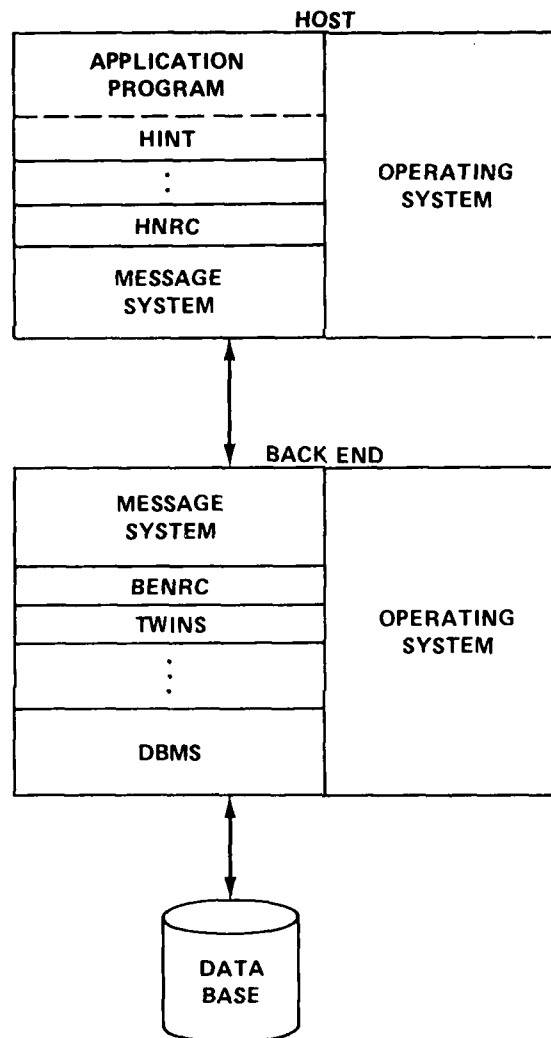 HOST
APPLICATION
PROGRAM
HINT
HNRC
MESSAGE
SYSTEM
OPERATING
SYSTEM
BACK END
MESSAGE
SYSTEM
BENRC
TWINS
DBMS
OPERATING
SYSTEM
DATA
BASE